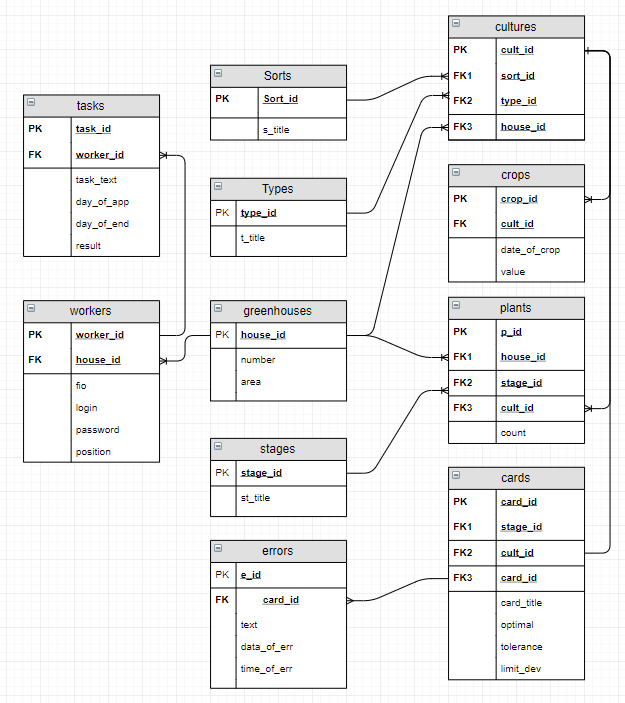 tasks
PK task_id
FK worker_id
task_text
day_of_app
day_of_end
result
workers
PK worker_id
FK house_id
fio
login
password
position
Sorts
PK Sort_id
s_title
Types
PK type_id
t_title
greenhouses
PK house_id
number
area
stages
PK stage_id
st_title
errors
PK e_id
FK card_id
text
data_of_err
time_of_err
cultures
PK cult_id
FK1 sort_id
FK2 type_id
FK3 house_id
crops
PK crop_id
FK cult_id
date_of_crop
value
plants
PK p_id
FK1 house_id
FK2 stage_id
FK3 cult_id
count
cards
PK card_id
FK1 stage_id
FK2 cult_id
FK3 card_id
card_title
optimal
tolerance
limit_dev